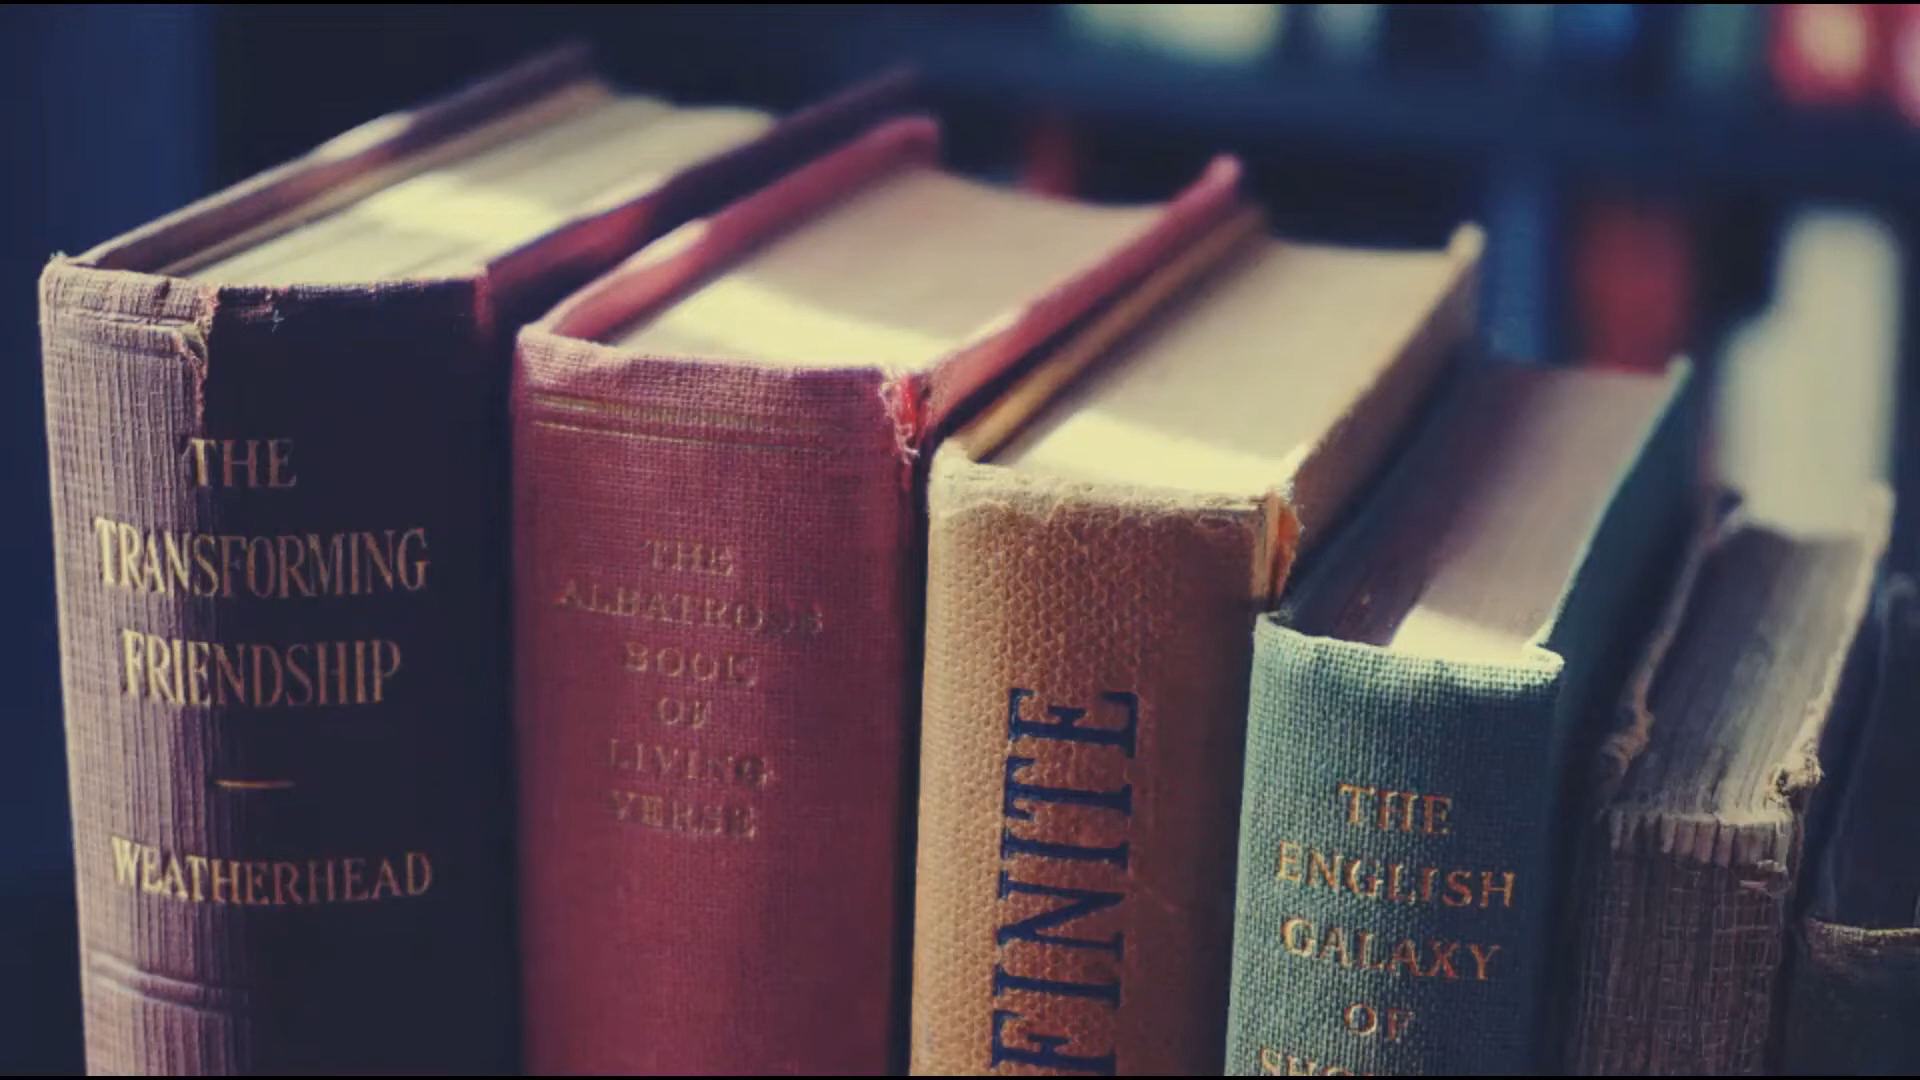 THE
TRANSFORMING
FRIENDSHIP
WEATHERHEAD
THE
ALBATROSS
BOOK
OF
LIVING
VERSE
FINITE
THE
ENGLISH
GALAXY
OF